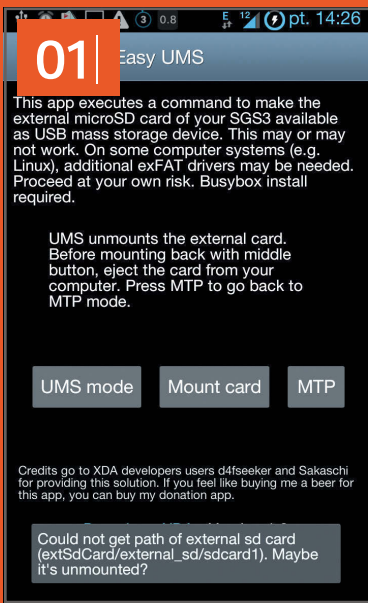 3 0.8 E 12 pt. 14:26
01
Easy UMS
This app executes a command to make the
external microSD card of your SGS3 available
as USB mass storage device. This may or may
not work. On some computer systems (e.g.
Linux), additional exFAT drivers may be needed.
Proceed at your own risk. Busybox install
required.
UMS unmounts the external card.
Before mounting back with middle
button, eject the card from your
computer. Press MTP to go back to
MTP mode.
UMS mode
Mount card
MTP
Credits go to XDA developers users d4fseeker and Sakaschi
for providing this solution. If you feel like buying me a beer for
this app, you can buy my donation app.
Could not get path of external sd card
(extSdCard/external_sd/sdcard1). Maybe
it's unmounted?